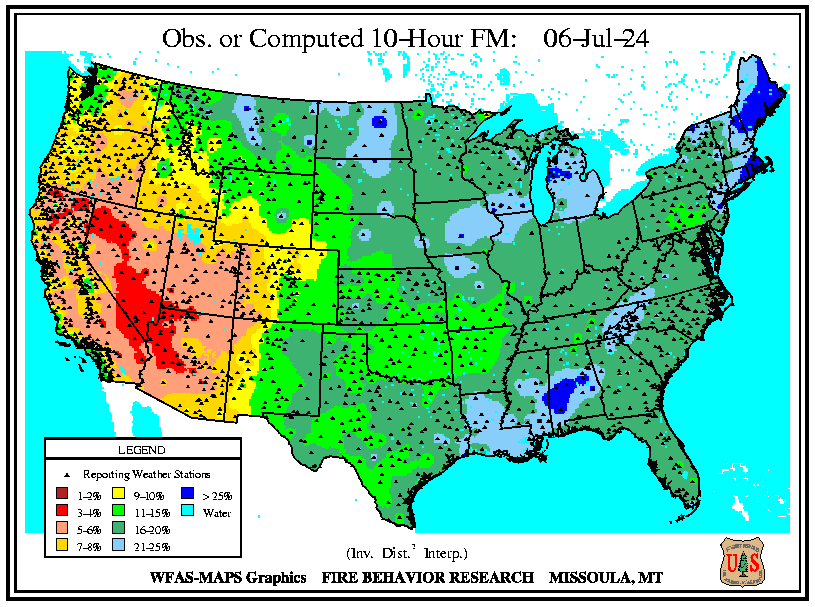 Obs. or Computed 10-Hour FM: 06-Jul-24
LEGEND
Reporting Weather Stations
1-2% 9-10% > 25%
3-4% 11-15% Water
5-6% 16-20%
7-8% 21-25%
(Inv. Dist.² Interp.)
WFAS-MAPS Graphics FIRE BEHAVIOR RESEARCH MISSOULA, MT
U S